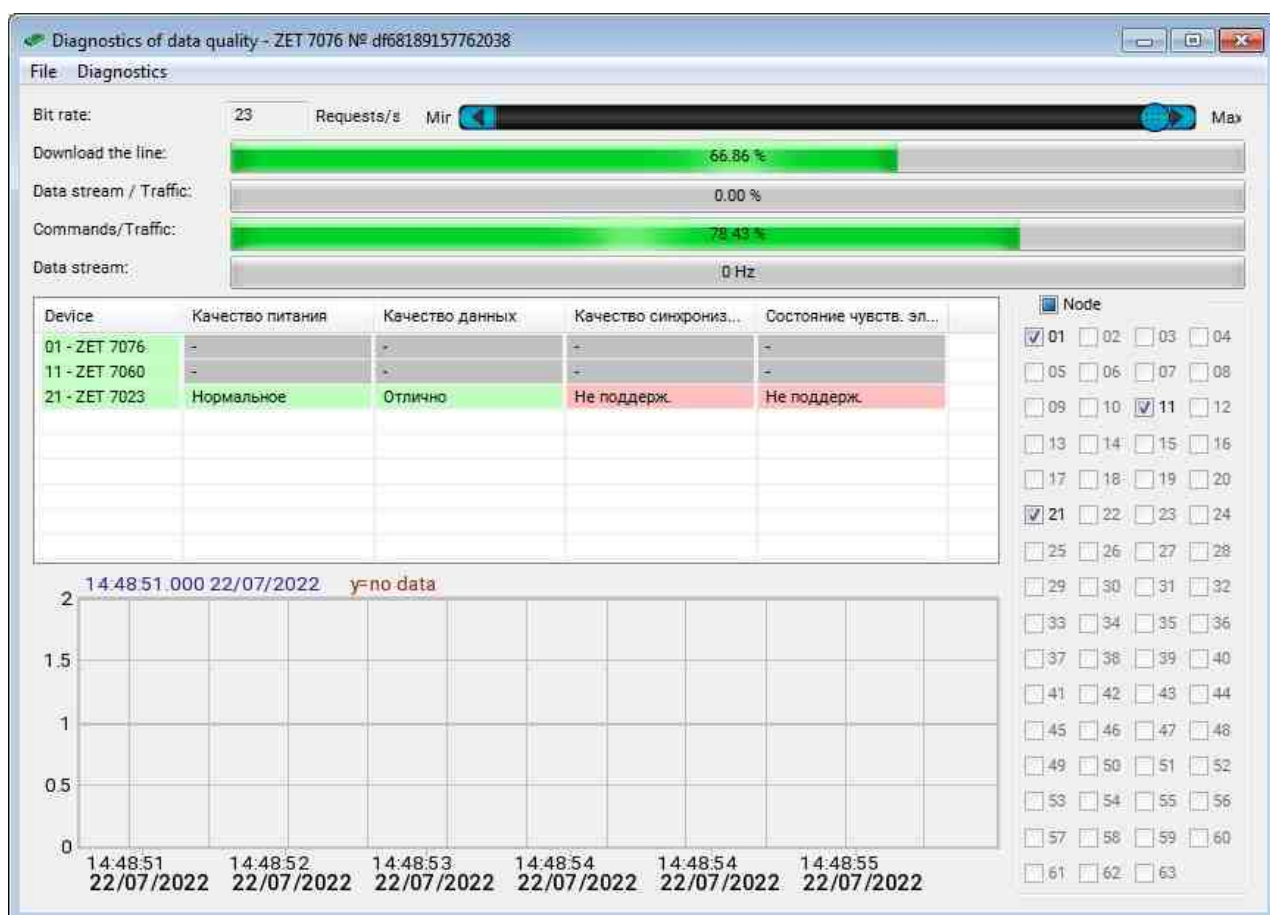 Diagnostics of data quality - ZET 7076 № df68189157762038
File Diagnostics
Bit rate: 23 Requests/s Min Max
Download the line: 66.86 %
Data stream / Traffic: 0.00 %
Commands/Traffic: 78.43 %
Data stream: 0 Hz
Device Качество питания Качество данных Качество синхрониз... Состояние чувств. эл...
01 - ZET 7076 - - - -
11 - ZET 7060 - - - -
21 - ZET 7023 Нормальное Отлично Не поддерж. Не поддерж.
Node
01 02 03 04
05 06 07 08
09 10 11 12
13 14 15 16
17 18 19 20
21 22 23 24
25 26 27 28
29 30 31 32
33 34 35 36
37 38 39 40
41 42 43 44
45 46 47 48
49 50 51 52
53 54 55 56
57 58 59 60
61 62 63
14:48:51.000 22/07/2022 y=no data
2
1.5
1
0.5
0
14:48:51 14:48:52 14:48:53 14:48:54 14:48:54 14:48:55
22/07/2022 22/07/2022 22/07/2022 22/07/2022 22/07/2022 22/07/2022